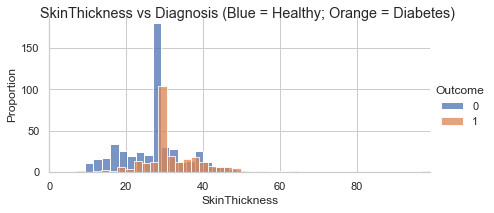 SkinThickness vs Diagnosis (Blue = Healthy; Orange = Diabetes)
150
100
50
0
Proportion
0 20 40 60 80
SkinThickness
Outcome
0
1